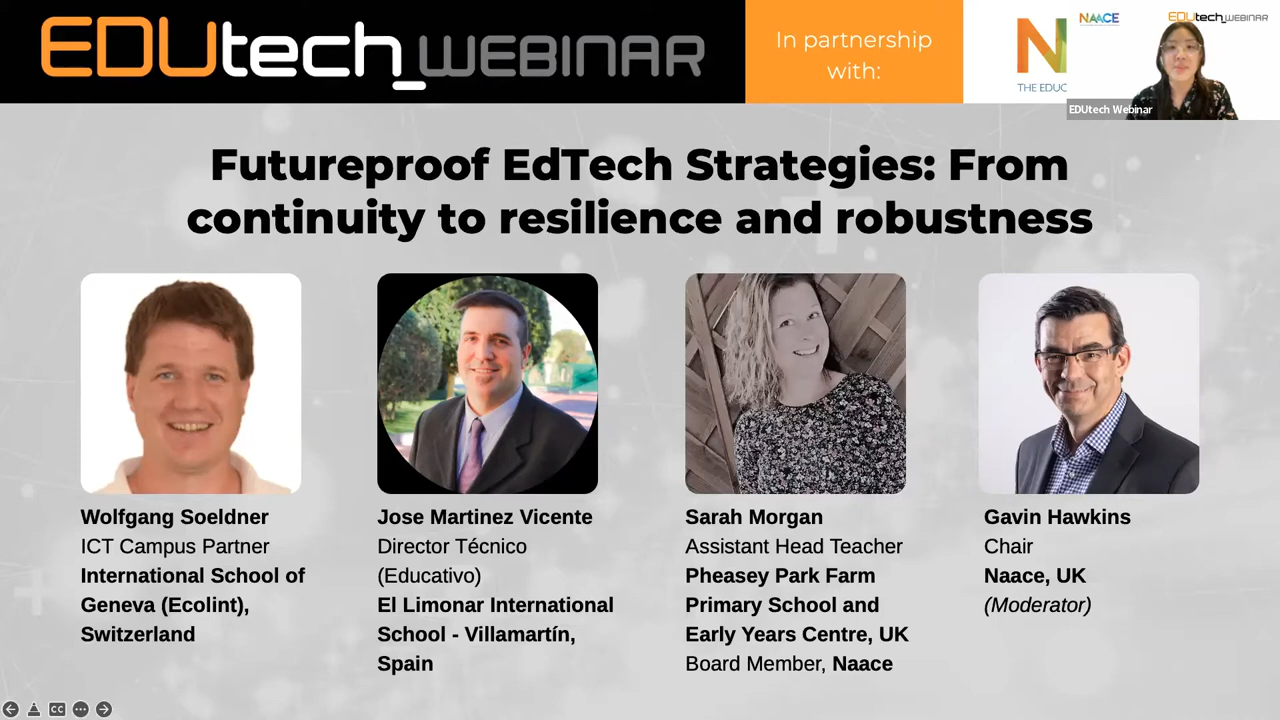 EDUtech_WEBINAR
In partnership
with:
N
THE EDUC
NAACE
EDUtech_WEBINAR
EDUtech Webinar
Futureproof EdTech Strategies: From
continuity to resilience and robustness
Wolfgang Soeldner
ICT Campus Partner
International School of
Geneva (Ecolint),
Switzerland
Jose Martinez Vicente
Director Técnico
(Educativo)
El Limonar International
School - Villamartín,
Spain
Sarah Morgan
Assistant Head Teacher
Pheasey Park Farm
Primary School and
Early Years Centre, UK
Board Member, Naace
Gavin Hawkins
Chair
Naace, UK
(Moderator)
CC